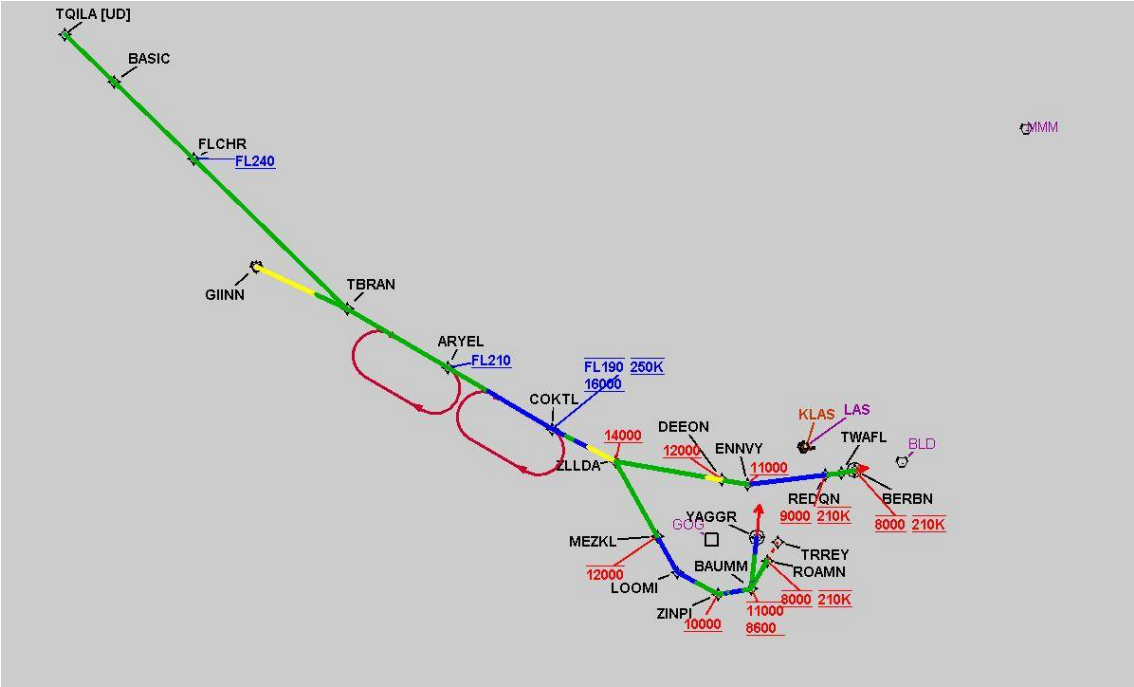 TQILA [UD]
BASIC
MMM
FLCHR
FL240
GIINN
TBRAN
ARYEL
FL210
FL190 250K
16000
COKTL
KLAS
LAS
DEEON
14000
TWAFL
BLD
ENNVY
12000
ZLLDA
11000
REDQN
BERBN
9000 210K
8000 210K
YAGGR
GOG
MEZKL
TRREY
BAUMM
ROAMN
12000
LOOMI
8000 210K
ZINPI
11000
10000
8600